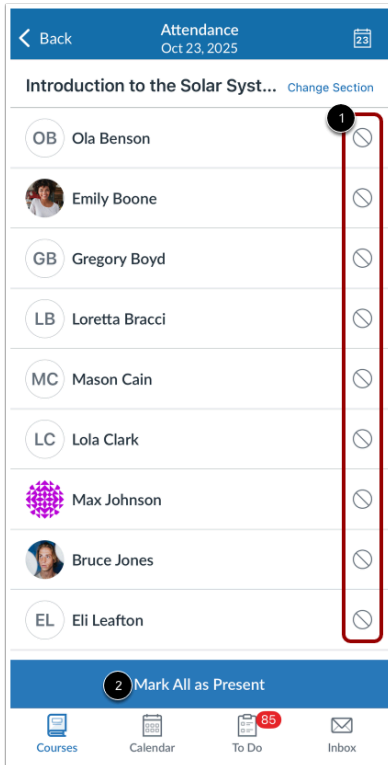 Back
Attendance
Oct 23, 2025
23
Introduction to the Solar Syst... Change Section
1
OB Ola Benson
Emily Boone
GB Gregory Boyd
LB Loretta Bracci
MC Mason Cain
LC Lola Clark
Max Johnson
Bruce Jones
EL Eli Leafton
2 Mark All as Present
85
Courses Calendar To Do Inbox